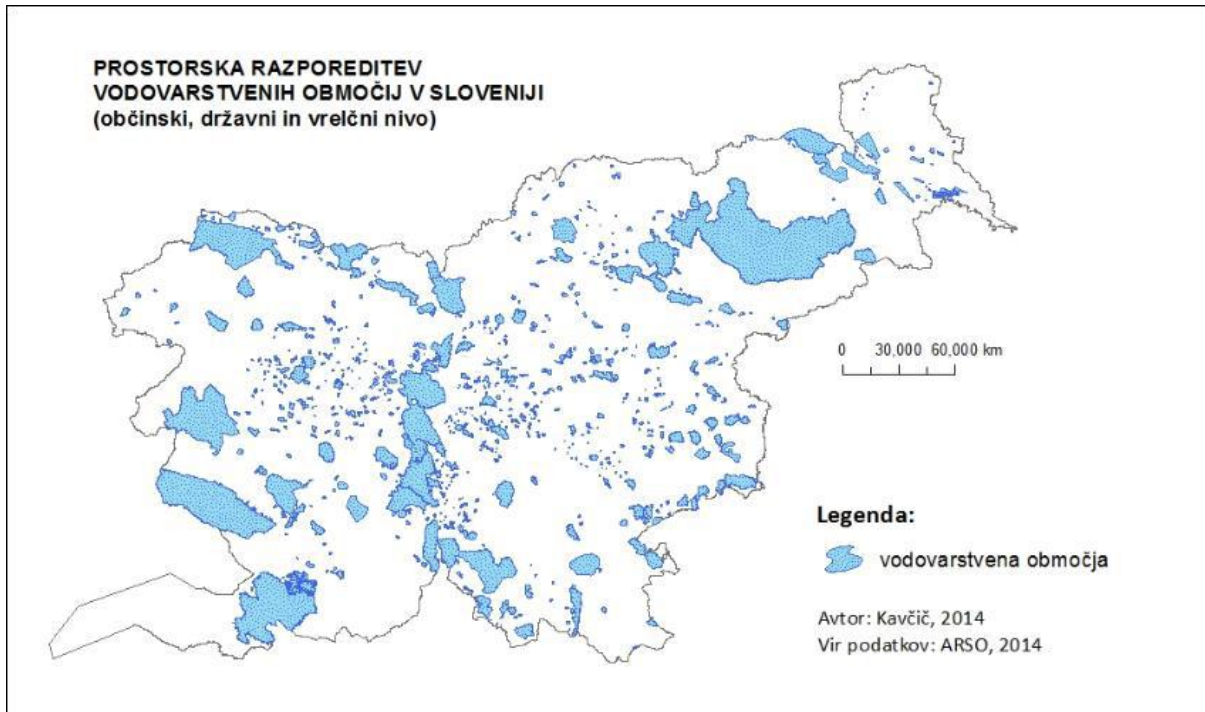 PROSTORSKA RAZPOREDITEV
VODOVARSTVENIH OBMOČIJ V SLOVENIJI
(občinski, državni in vrelčni nivo)
0 30,000 60,000 km
Legenda:
vodovarstvena območja
Avtor: Kavčič, 2014
Vir podatkov: ARSO, 2014